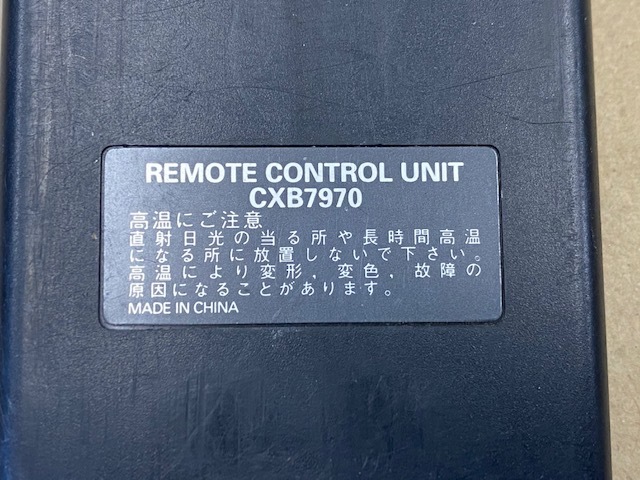 REMOTE CONTROL UNIT
CXB7970
高温にご注意
直射日光の当る所や長時間高温
になる所に放置しないで下さい。
高温により変形，変色，故障の
原因になることがあります。
MADE IN CHINA